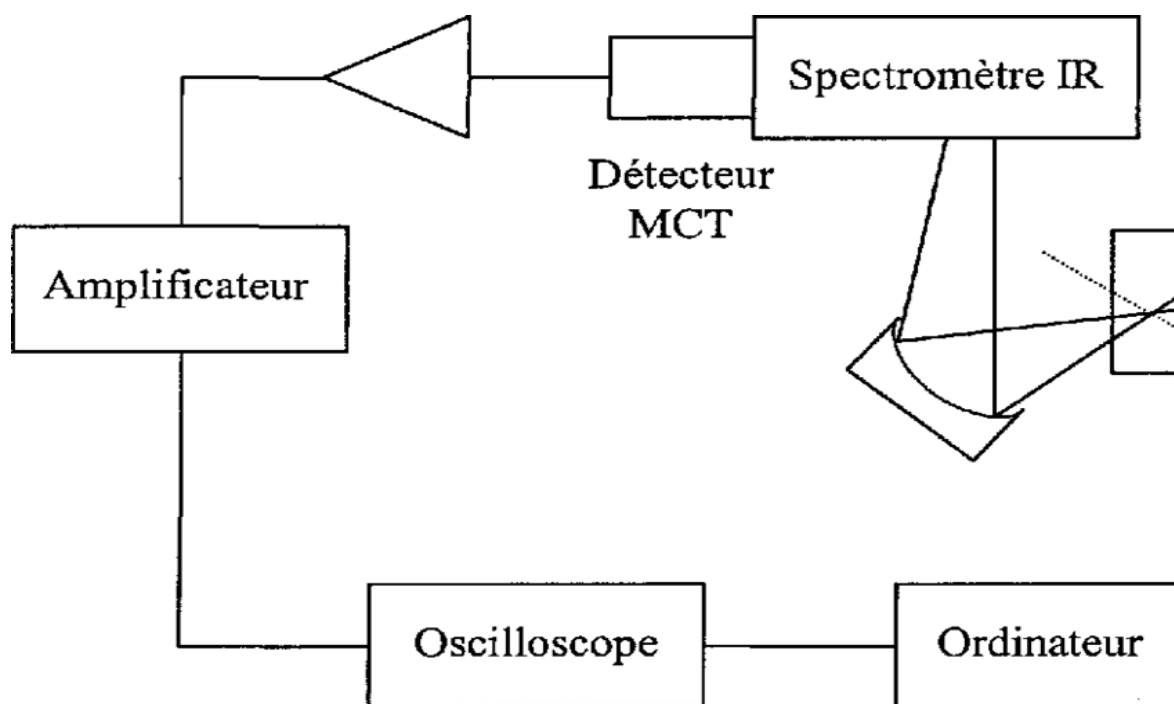 Spectromètre IR
Détecteur
MCT
Amplificateur
Oscilloscope
Ordinateur